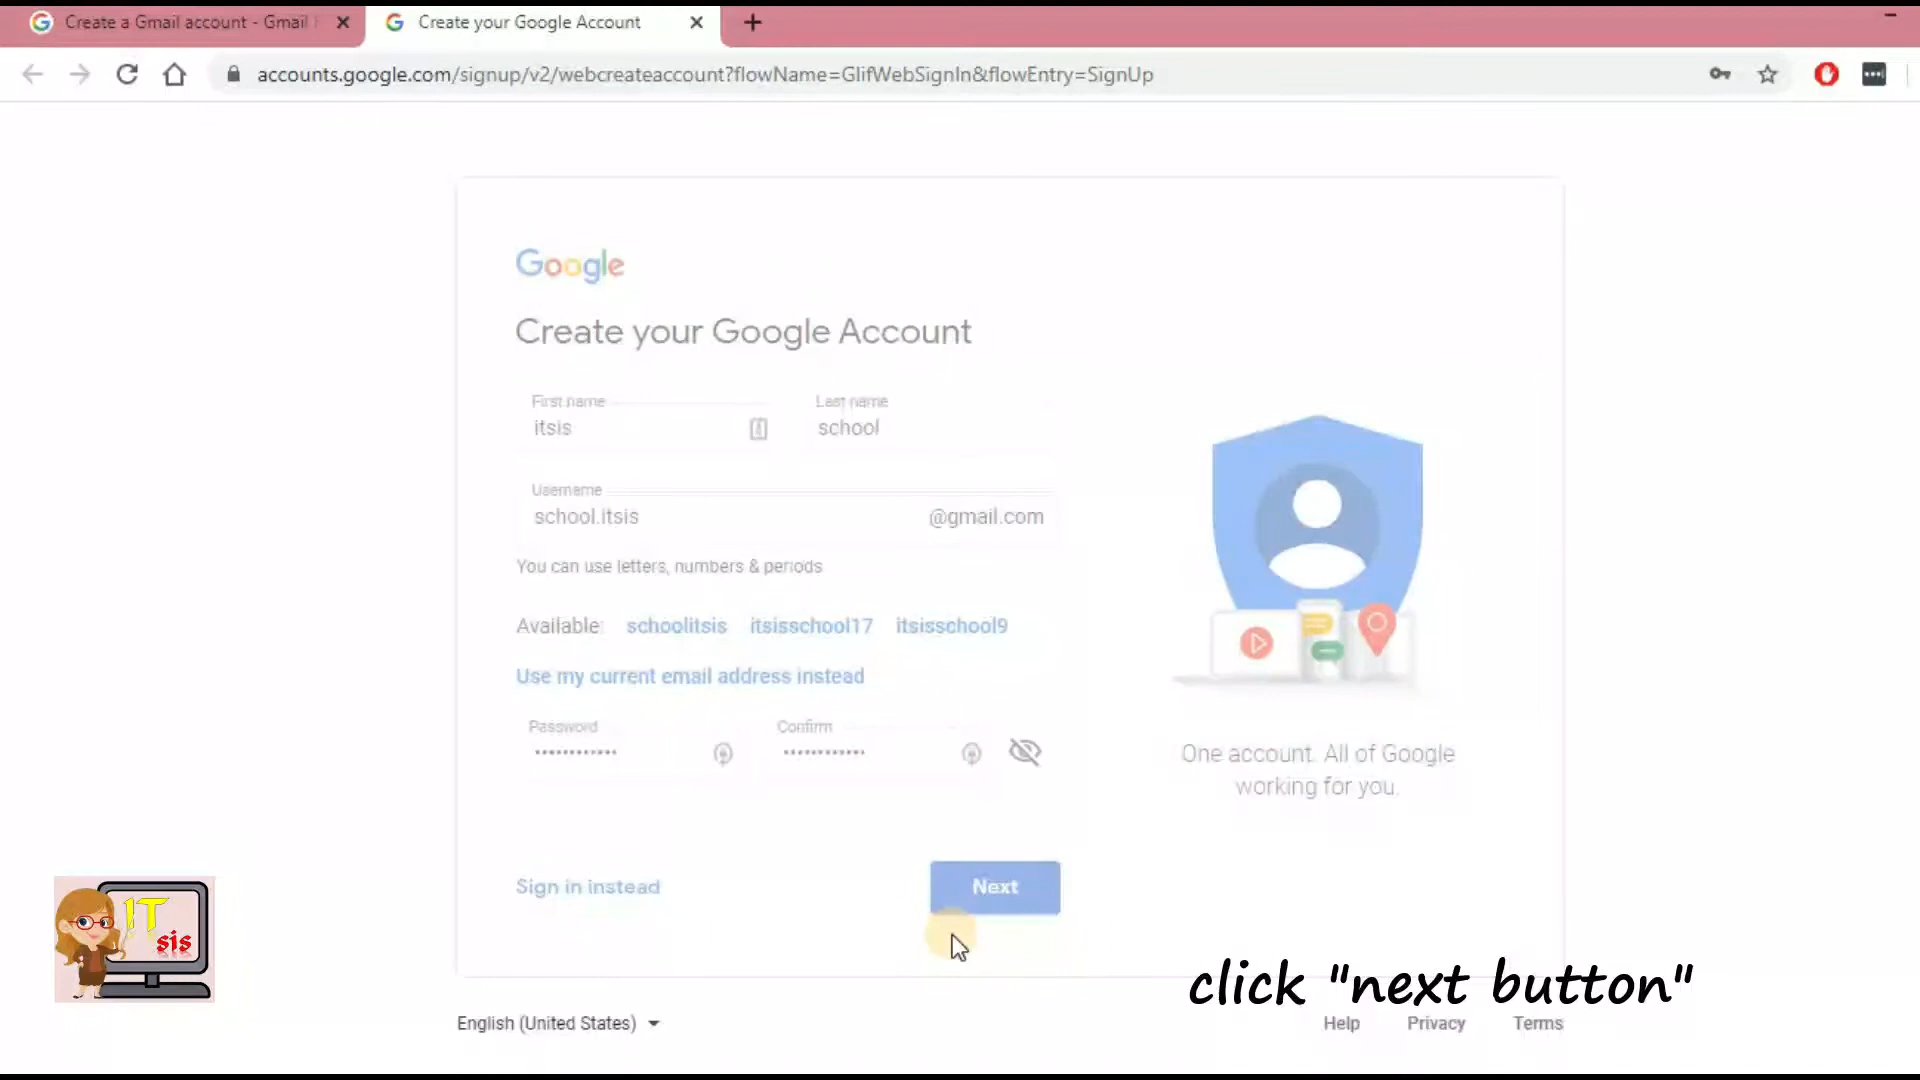 Create a Gmail account - Gmail
Create your Google Account
accounts.google.com/signup/v2/webcreateaccount?flowName=GlifWebSignIn&flowEntry=SignUp
Google
Create your Google Account
First name
Last name
itsis
school
Username
school.itsis
@gmail.com
You can use letters, numbers & periods
Available: schoolitsis itsisschool17 itsisschool9
Use my current email address instead
Password
Confirm
One account. All of Google
working for you.
Sign in instead
Next
IT
sis
click "next button"
English (United States)
Help
Privacy
Terms